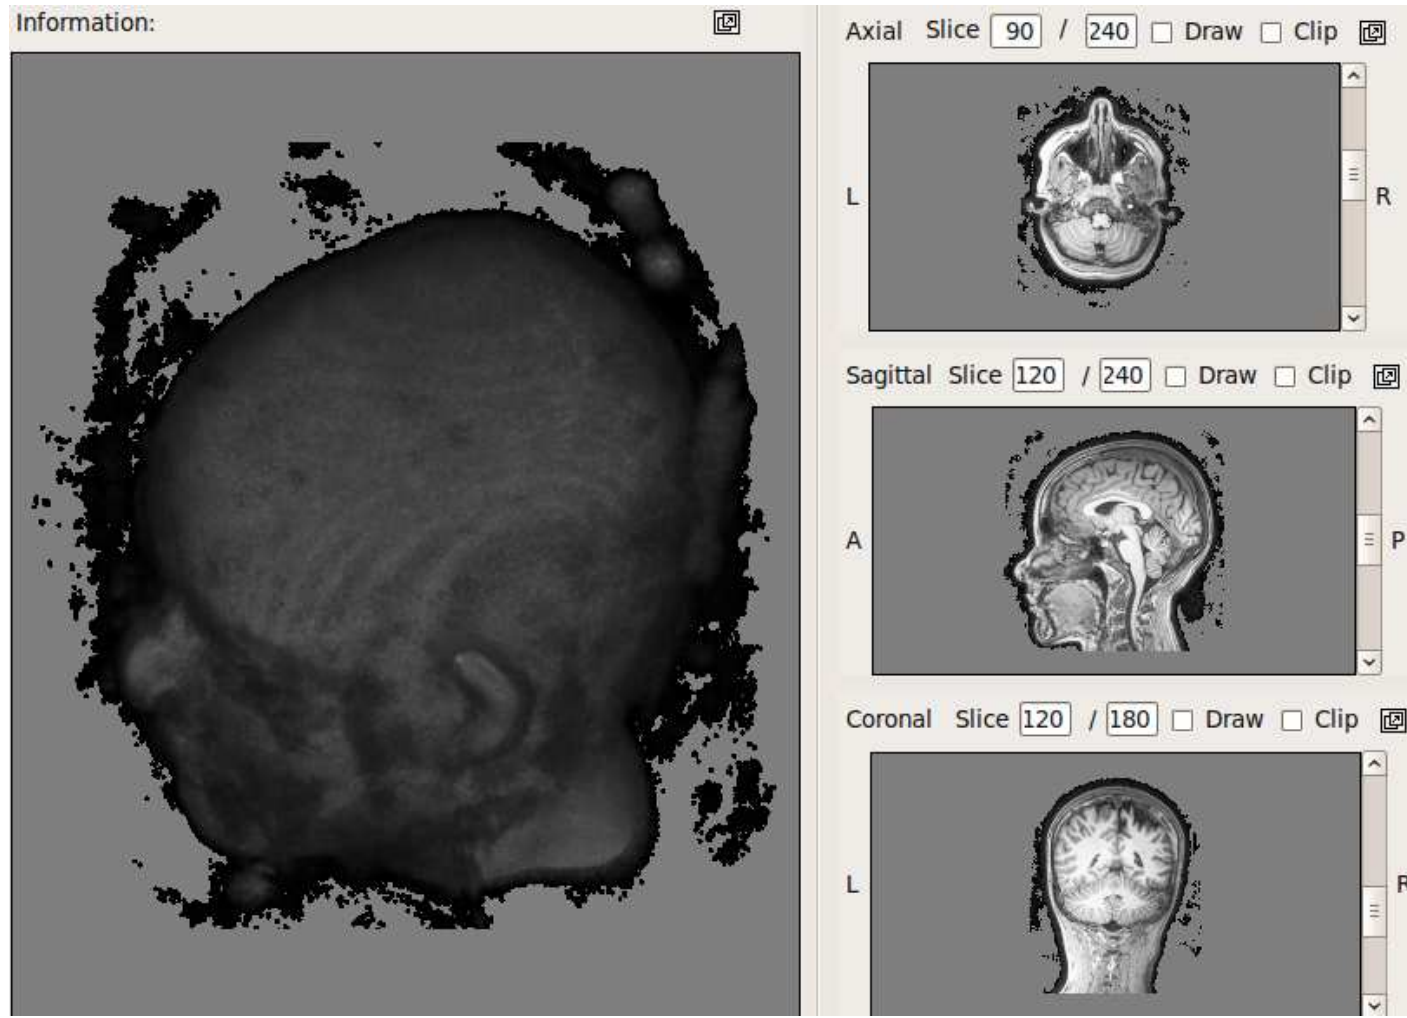 Information:
Axial Slice 90 / 240 Draw Clip
L R
Sagittal Slice 120 / 240 Draw Clip
A P
Coronal Slice 120 / 180 Draw Clip
L R